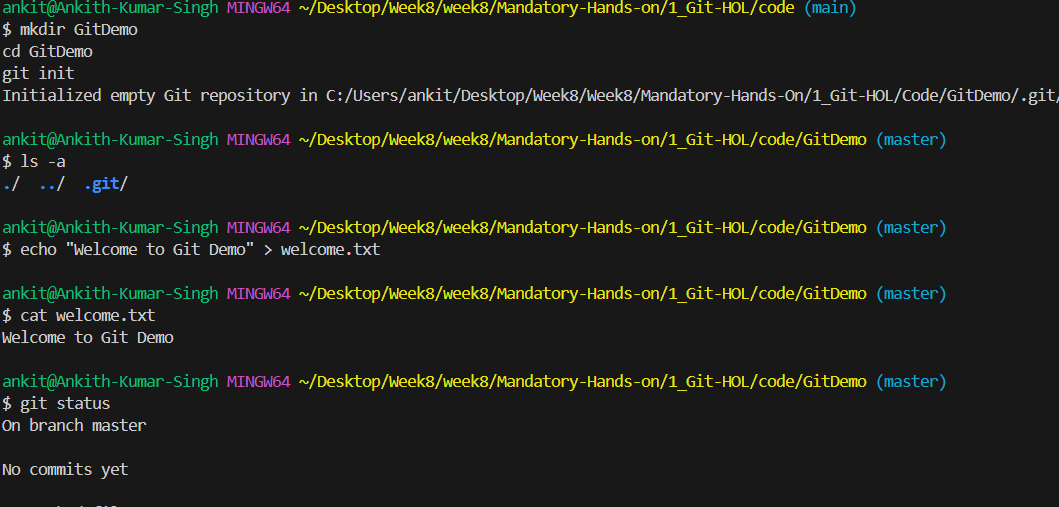 ankit@Ankith-Kumar-Singh MINGW64 ~/Desktop/Week8/week8/Mandatory-Hands-on/1_Git-HOL/code (main)
$ mkdir GitDemo
cd GitDemo
git init
Initialized empty Git repository in C:/Users/ankit/Desktop/Week8/Week8/Mandatory-Hands-On/1_Git-HOL/Code/GitDemo/.git/
ankit@Ankith-Kumar-Singh MINGW64 ~/Desktop/Week8/week8/Mandatory-Hands-on/1_Git-HOL/code/GitDemo (master)
$ ls -a
./  ../  .git/
ankit@Ankith-Kumar-Singh MINGW64 ~/Desktop/Week8/week8/Mandatory-Hands-on/1_Git-HOL/code/GitDemo (master)
$ echo "Welcome to Git Demo" > welcome.txt
ankit@Ankith-Kumar-Singh MINGW64 ~/Desktop/Week8/week8/Mandatory-Hands-on/1_Git-HOL/code/GitDemo (master)
$ cat welcome.txt
Welcome to Git Demo
ankit@Ankith-Kumar-Singh MINGW64 ~/Desktop/Week8/week8/Mandatory-Hands-on/1_Git-HOL/code/GitDemo (master)
$ git status
On branch master
No commits yet